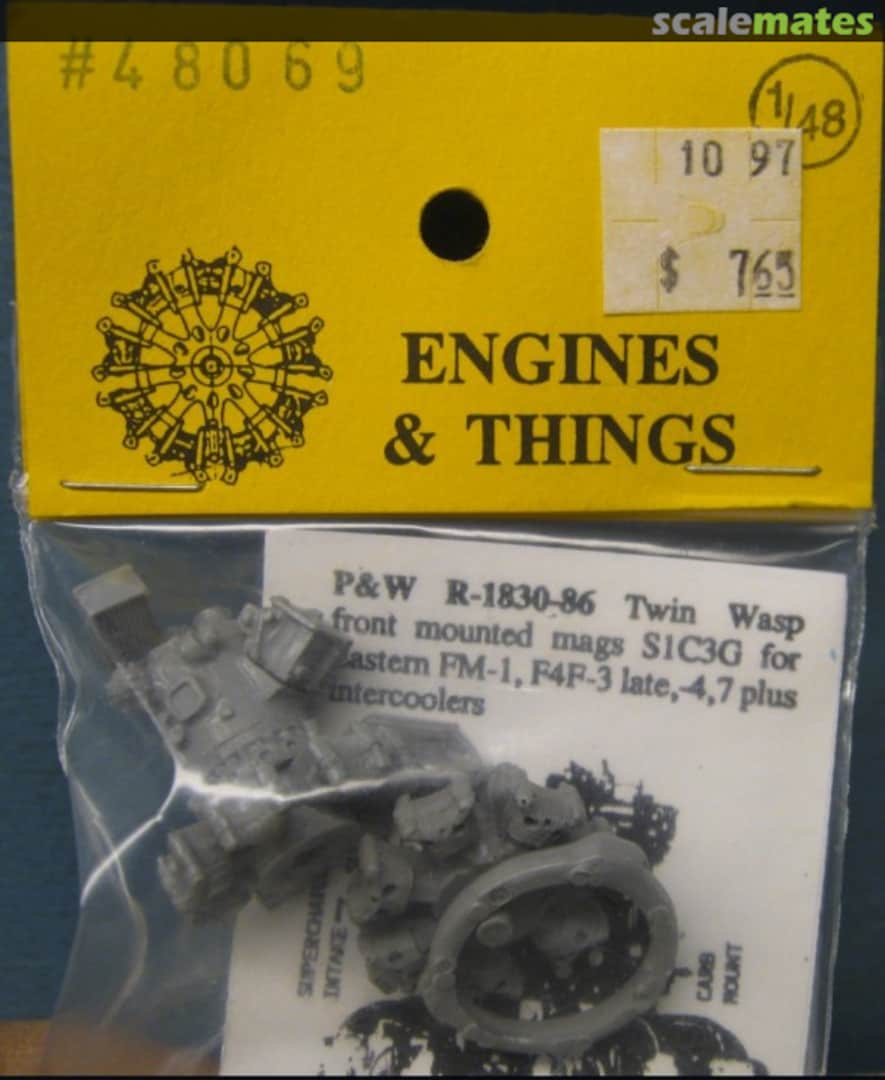 scalemates
#48069
1/48
10 97
$ 765
ENGINES
& THINGS
P&W R-1830-86 Twin Wasp
front mounted mags S1C3G for
Eastern FM-1, F4F-3 late,-4,7 plus
intercoolers
SUPERCHARGER
INTAKE
CARB
MOUNT